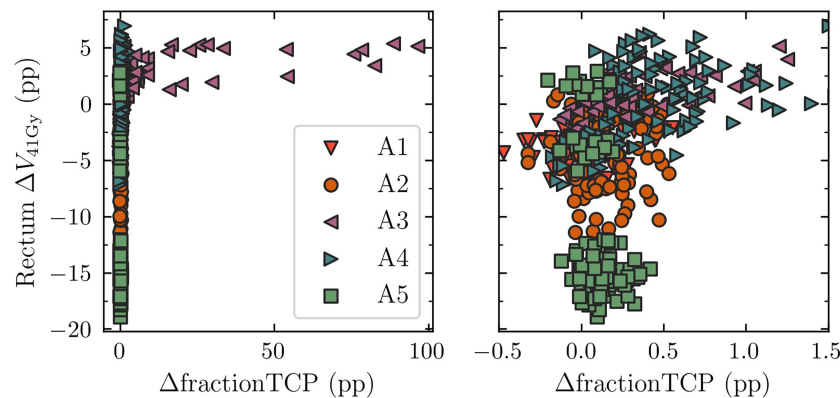 Rectum ΔV41Gy (pp)
5
0
−5
−10
−15
−20
A1
A2
A3
A4
A5
0 50 100
−0.5 0.0 0.5 1.0 1.5
ΔfractionTCP (pp)
ΔfractionTCP (pp)